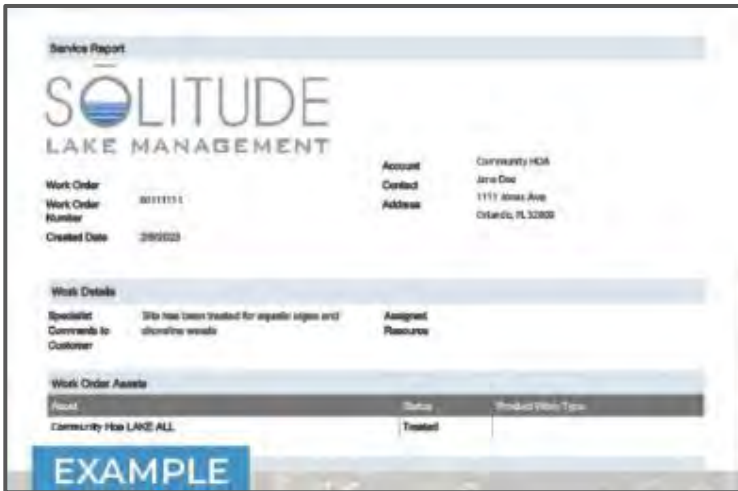 Service Report
SOLITUDE
LAKE MANAGEMENT
Account Community HOA
Work Order Contact Jane Doe
Work Order Number Address 1111 Jones Ave
Orlando, FL
Created Date
Work Details
Specialist Comments to Customer
Site has been treated for aquatic algae and
shoreline weeds
Assigned Resource
Work Order Assets
Asset Status Product Work Type
Community Hoa LAKE ALL Treated
EXAMPLE